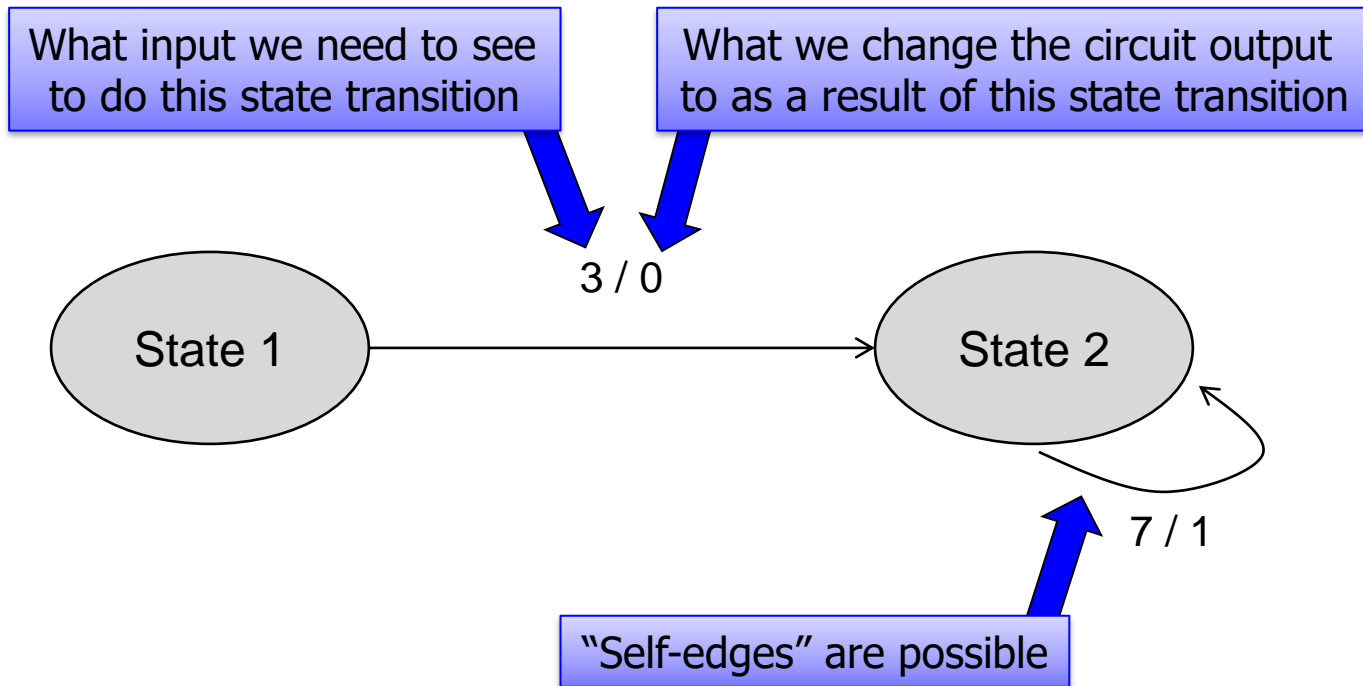 What input we need to see
to do this state transition
What we change the circuit output
to as a result of this state transition
3 / 0
State 1
State 2
7 / 1
“Self-edges” are possible